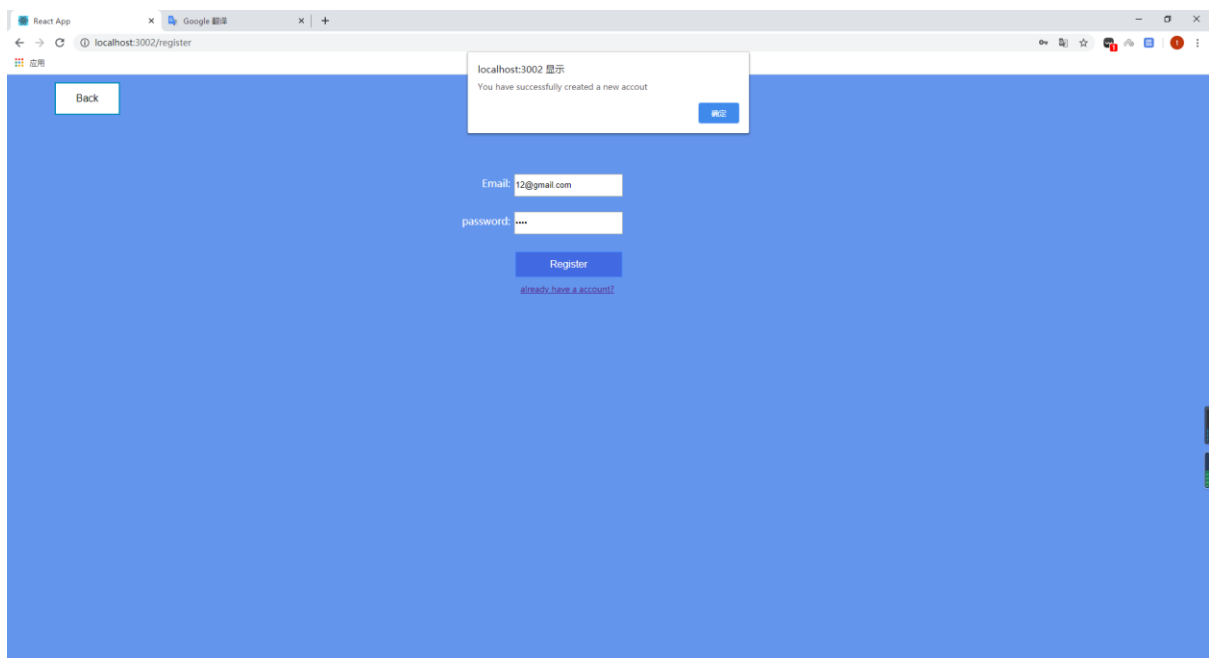 React App
Google 翻译
localhost:3002/register
应用
localhost:3002 显示
You have successfully created a new accout
确定
Back
Email: 12@gmail.com
password: ••••
Register
already have a account?